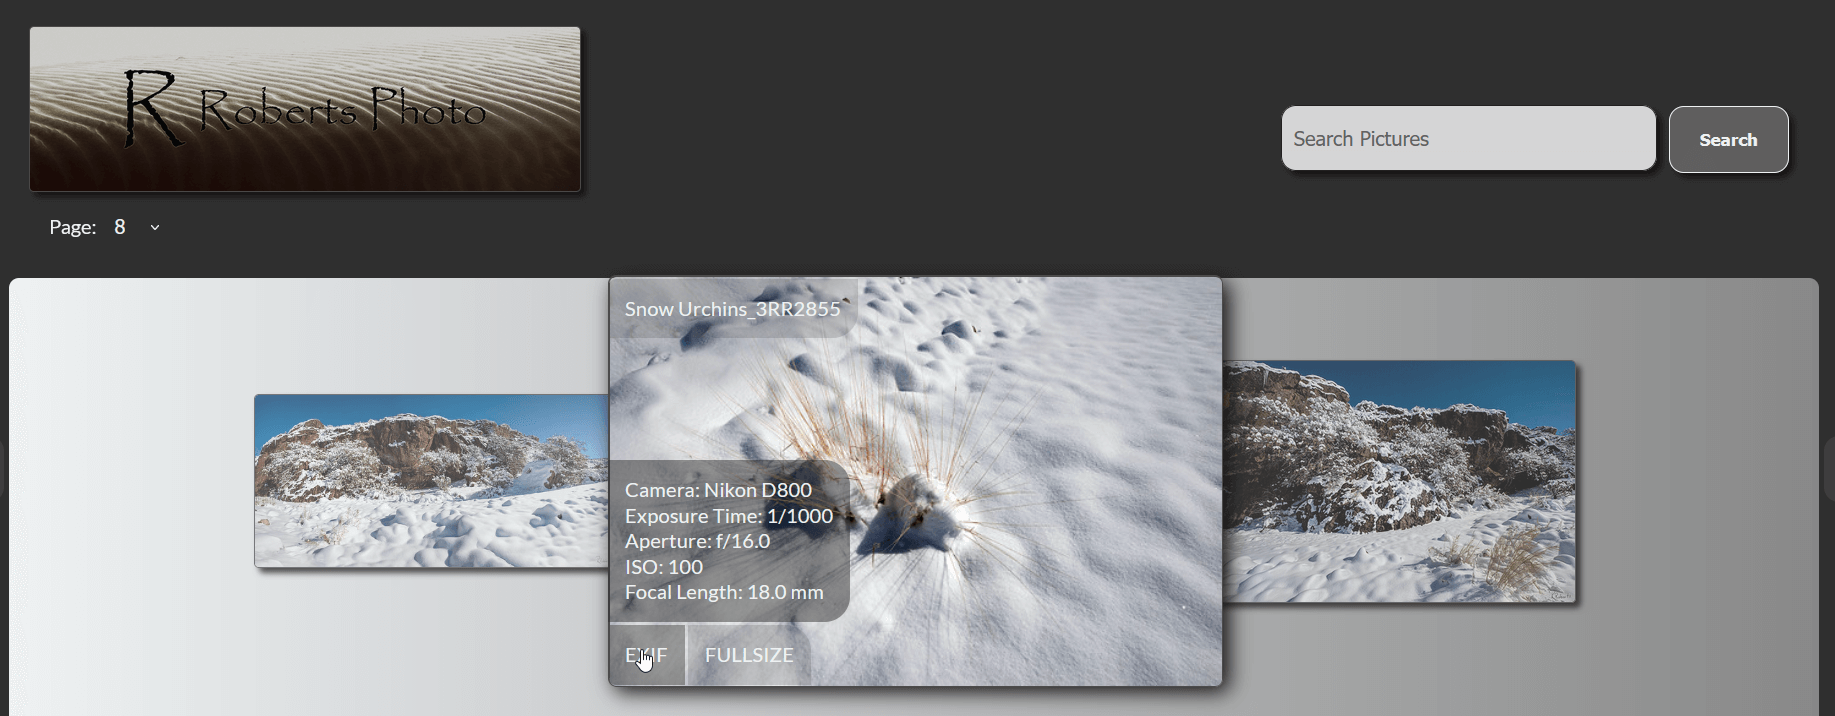 R Roberts Photo
Search Pictures
Search
Page: 8
Snow Urchins_3RR2855
Camera: Nikon D800
Exposure Time: 1/1000
Aperture: f/16.0
ISO: 100
Focal Length: 18.0 mm
EXIF
FULLSIZE